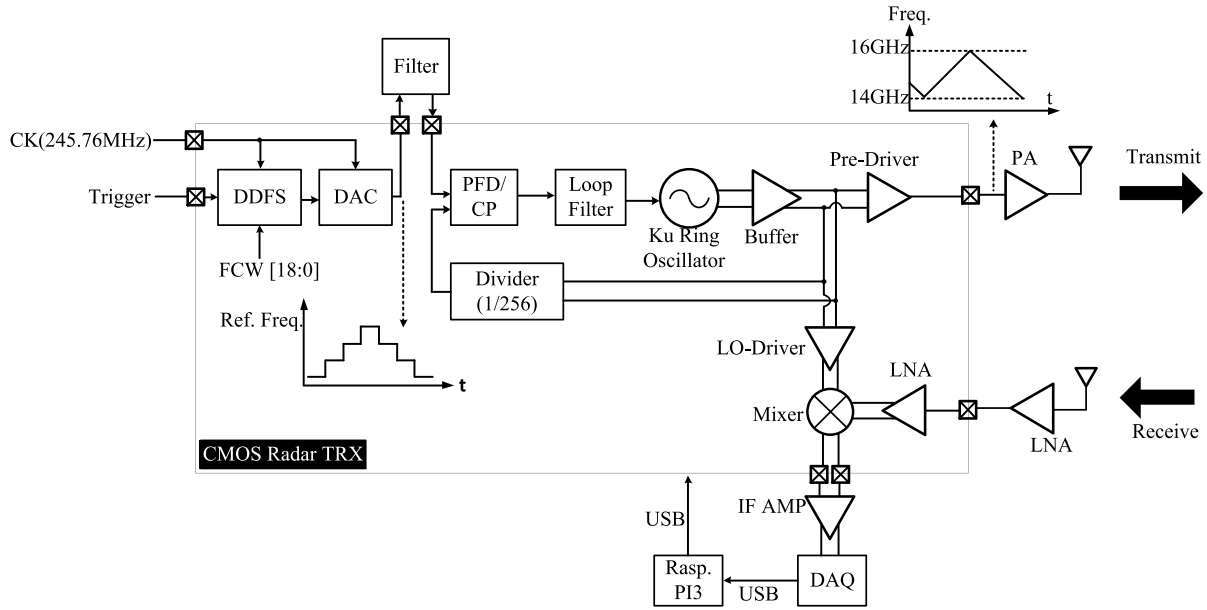 Freq.
16GHz
14GHz
t
Filter
CK(245.76MHz)
Trigger
DDFS
DAC
FCW [18:0]
PFD/
CP
Loop
Filter
Ku Ring
Oscillator
Buffer
Pre-Driver
PA
Transmit
Divider
(1/256)
Ref. Freq.
t
LO-Driver
Mixer
LNA
LNA
Receive
CMOS Radar TRX
IF AMP
USB
Rasp.
PI3
USB
DAQ